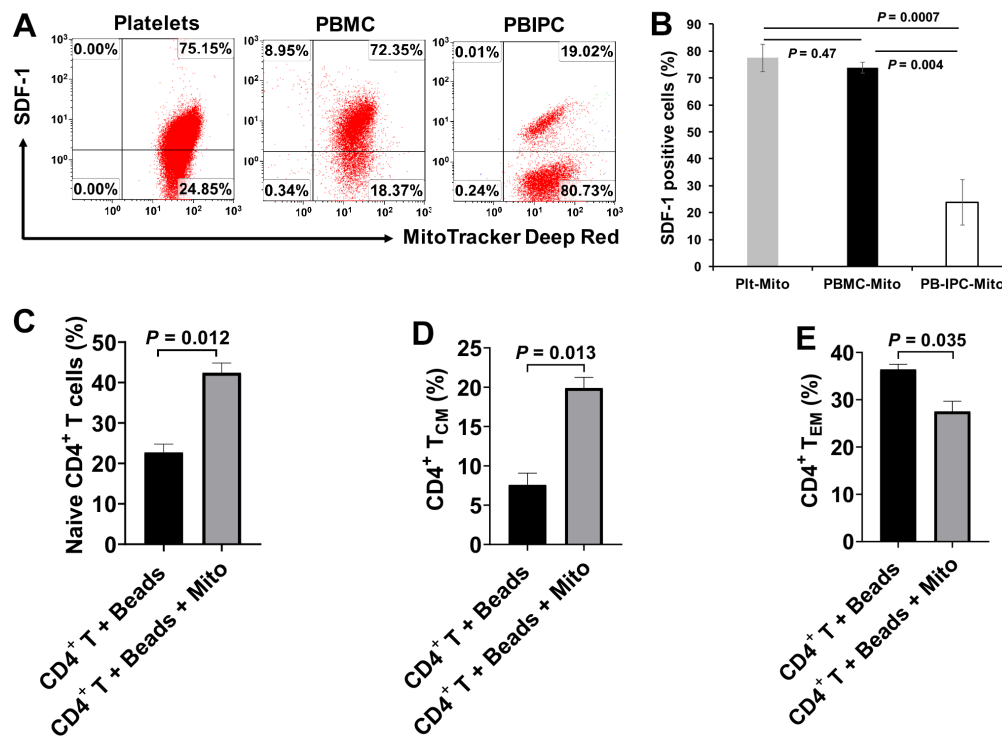 A
Platelets
PBMC
PBIPC
SDF-1
10³
10²
10¹
10⁰
0.00%
75.15%
0.00%
24.85%
10⁰ 10¹ 10² 10³
10³
10²
10¹
10⁰
8.95%
72.35%
0.34%
18.37%
10⁰ 10¹ 10² 10³
10³
10²
10¹
10⁰
0.01%
19.02%
0.24%
80.73%
10⁰ 10¹ 10² 10³
MitoTracker Deep Red
B
SDF-1 positive cells (%)
P = 0.0007
P = 0.47
P = 0.004
90
80
70
60
50
40
30
20
10
0
Plt-Mito
PBMC-Mito
PB-IPC-Mito
C
Naive CD4⁺ T cells (%)
P = 0.012
50
40
30
20
10
0
CD4⁺ T + Beads
CD4⁺ T + Beads + Mito
D
CD4⁺ T_CM (%)
P = 0.013
25
20
15
10
5
0
CD4⁺ T + Beads
CD4⁺ T + Beads + Mito
E
CD4⁺ T_EM (%)
P = 0.035
40
30
20
10
0
CD4⁺ T + Beads
CD4⁺ T + Beads + Mito